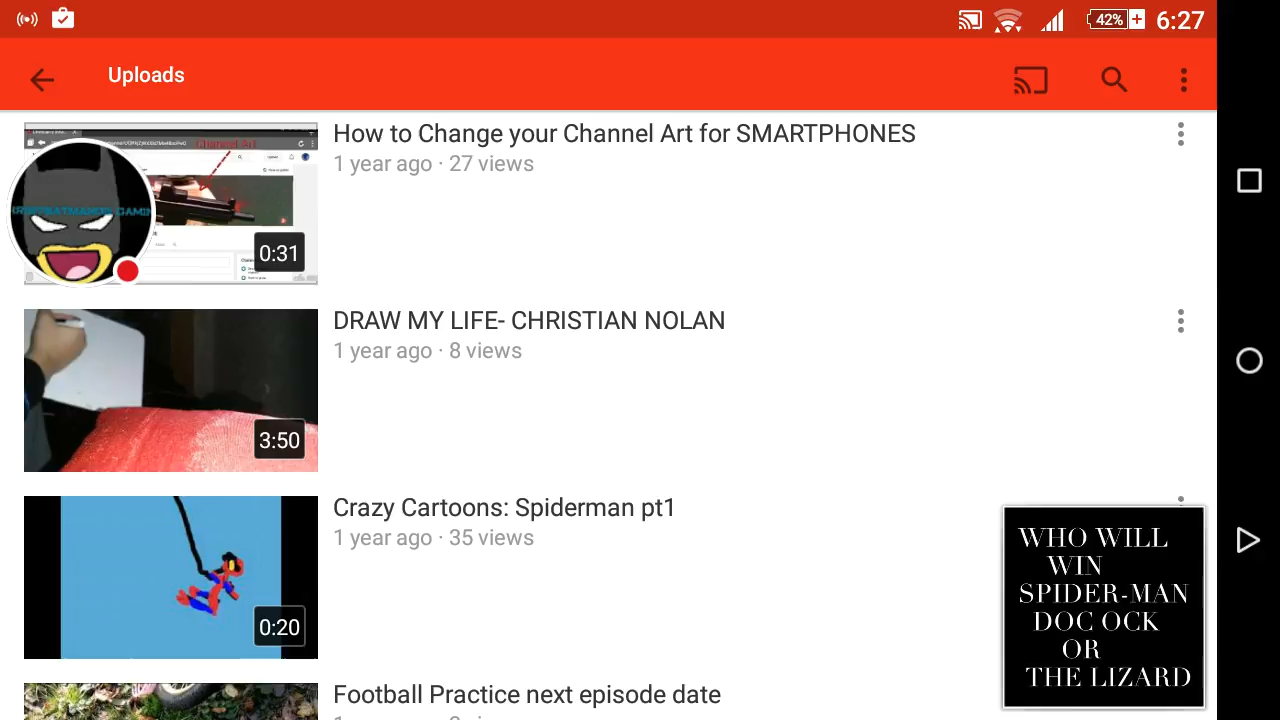 42%
6:27
Uploads
Channel Art
How to Change your Channel Art for SMARTPHONES
1 year ago · 27 views
0:31
DRAW MY LIFE- CHRISTIAN NOLAN
1 year ago · 8 views
3:50
Crazy Cartoons: Spiderman pt1
1 year ago · 35 views
0:20
WHO WILL
WIN
SPIDER-MAN
DOC OCK
OR
THE LIZARD
Football Practice next episode date